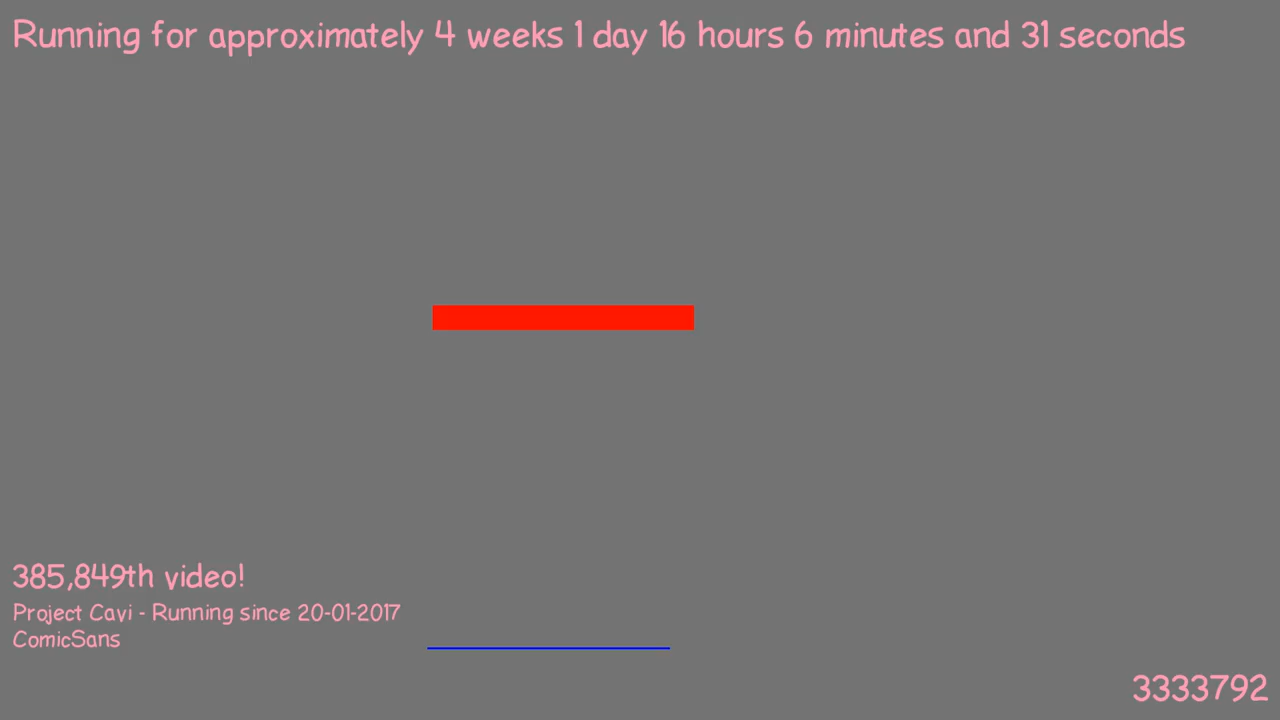 Running for approximately 4 weeks 1 day 16 hours 6 minutes and 31 seconds
385,849th video!
Project Cavi - Running since 20-01-2017
ComicSans
3333792